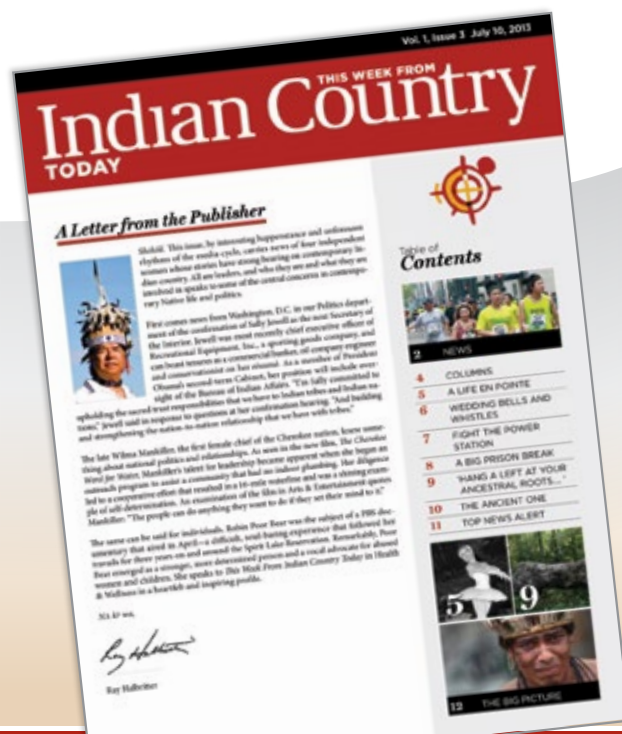 Vol. 1, Issue 3 July 10, 2013
THIS WEEK FROM
Indian Country
TODAY
A Letter from the Publisher
Shekóli. This issue, by interesting happenstance and unforeseen
rhythms of the media cycle, carries news of four independent
women whose stories have strong bearing on contemporary In-
dian country. All are leaders, and who they are and what they are
involved in speaks to some of the central concerns in contempo-
rary Native life and politics.
First comes news from Washington, D.C. in our Politics depart-
ment of the confirmation of Sally Jewell as the next Secretary of
the Interior. Jewell was most recently chief executive officer of
Recreational Equipment, Inc., a sporting goods company, and
can boast tenures as a commercial banker, oil company engineer
and conservationist on her résumé. As a member of President
Obama's second-term Cabinet, her position will include over-
sight of the Bureau of Indian Affairs. "I'm fully committed to
upholding the sacred trust responsibilities that we have to Indian tribes and Indian na-
tions," Jewell said in response to questions at her confirmation hearing. "And building
and strengthening the nation-to-nation relationship that we have with tribes."
The late Wilma Mankiller, the first female chief of the Cherokee nation, knew some-
thing about national politics and relationships. As seen in the new film, The Cherokee
Word for Water, Mankiller's talent for leadership became apparent when she began an
outreach program to assist a community that had no indoor plumbing. Her diligence
led to a cooperative effort that resulted in a 16-mile waterline and was a shining exam-
ple of self-determination. An examination of the film in Arts & Entertainment quotes
Mankiller: "The people can do anything they want to do if they set their mind to it."
The same can be said for individuals. Robin Poor Bear was the subject of a PBS doc-
umentary that aired in April—a difficult, soul-baring experience that followed her
travails for three years on and around the Spirit Lake Reservation. Remarkably, Poor
Bear emerged as a stronger, more determined person and a vocal advocate for abused
women and children. She speaks to This Week From Indian Country Today in Health
& Wellness in a heartfelt and inspiring profile.
Ray Halbritter
Table of
Contents
2 NEWS
4 COLUMNS
5 A LIFE EN POINTE
6 WEDDING BELLS AND
WHISTLES
7 FIGHT THE POWER
STATION
8 A BIG PRISON BREAK
9 'HANG A LEFT AT YOUR
ANCESTRAL ROOTS...'
10 THE ANCIENT ONE
11 TOP NEWS ALERT
5 9
12 THE BIG PICTURE